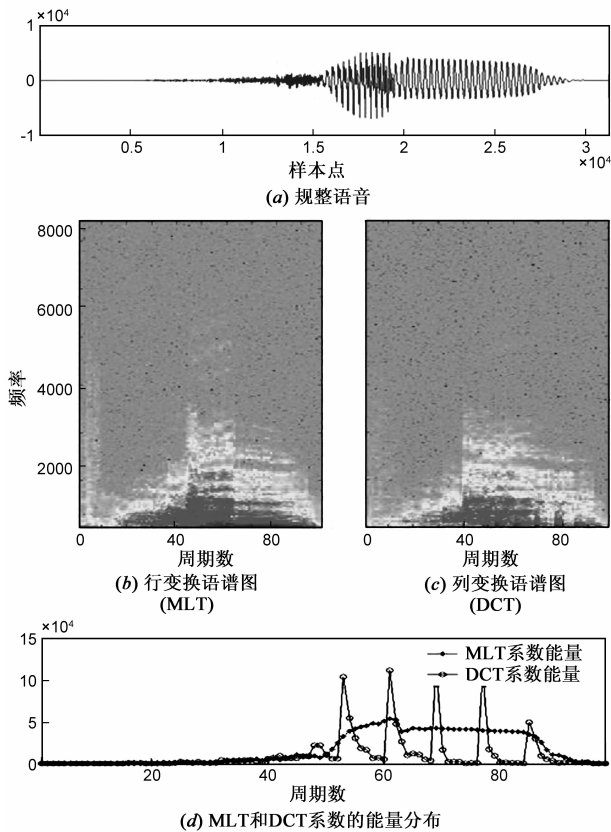 1 ×10⁴
0
-1
0.5 1 1.5 2 2.5 3
×10⁴
样本点
(a) 规整语音
8000
6000
4000
2000
频率
0 40 80
周期数
(b) 行变换语谱图
(MLT)
0 40 80
周期数
(c) 列变换语谱图
(DCT)
×10⁴
15
10
5
0
MLT系数能量
DCT系数能量
20 40 60 80
周期数
(d) MLT和DCT系数的能量分布